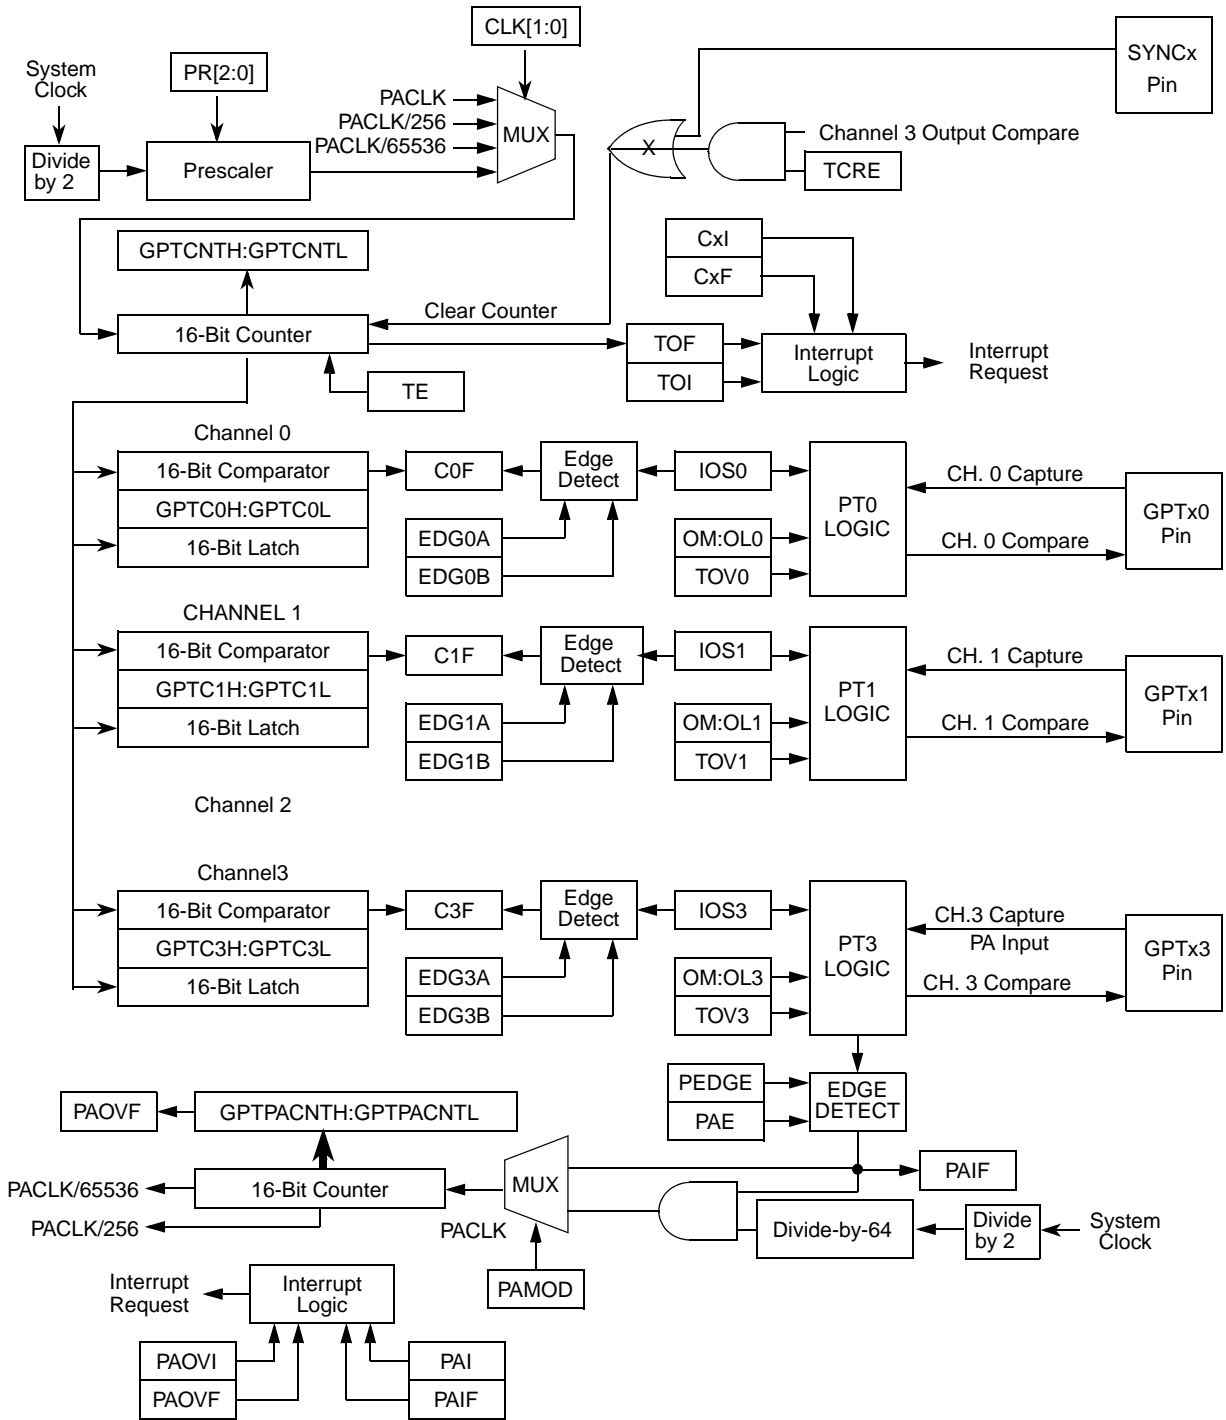 CLK[1:0]
SYNCx
Pin
System
Clock
PR[2:0]
PACLK
PACLK/256
PACLK/65536
MUX
X
Channel 3 Output Compare
TCRE
Divide
by 2
Prescaler
GPTCNTH:GPTCNTL
CxI
CxF
Clear Counter
16-Bit Counter
TOF
TOI
Interrupt
Logic
Interrupt
Request
TE
Channel 0
16-Bit Comparator
GPTC0H:GPTC0L
16-Bit Latch
C0F
Edge
Detect
IOS0
EDG0A
EDG0B
OM:OL0
TOV0
PT0
LOGIC
CH. 0 Capture
CH. 0 Compare
GPTx0
Pin
CHANNEL 1
16-Bit Comparator
GPTC1H:GPTC1L
16-Bit Latch
C1F
Edge
Detect
IOS1
EDG1A
EDG1B
OM:OL1
TOV1
PT1
LOGIC
CH. 1 Capture
CH. 1 Compare
GPTx1
Pin
Channel 2
Channel3
16-Bit Comparator
GPTC3H:GPTC3L
16-Bit Latch
C3F
Edge
Detect
IOS3
EDG3A
EDG3B
OM:OL3
TOV3
PT3
LOGIC
CH.3 Capture
PA Input
CH. 3 Compare
GPTx3
Pin
PEDGE
PAE
EDGE
DETECT
PAOVF
GPTPACNTH:GPTPACNTL
PACLK/65536
16-Bit Counter
PACLK/256
PACLK
MUX
PAIF
Divide-by-64
Divide
by 2
System
Clock
PAMOD
Interrupt
Request
Interrupt
Logic
PAOVI
PAOVF
PAI
PAIF